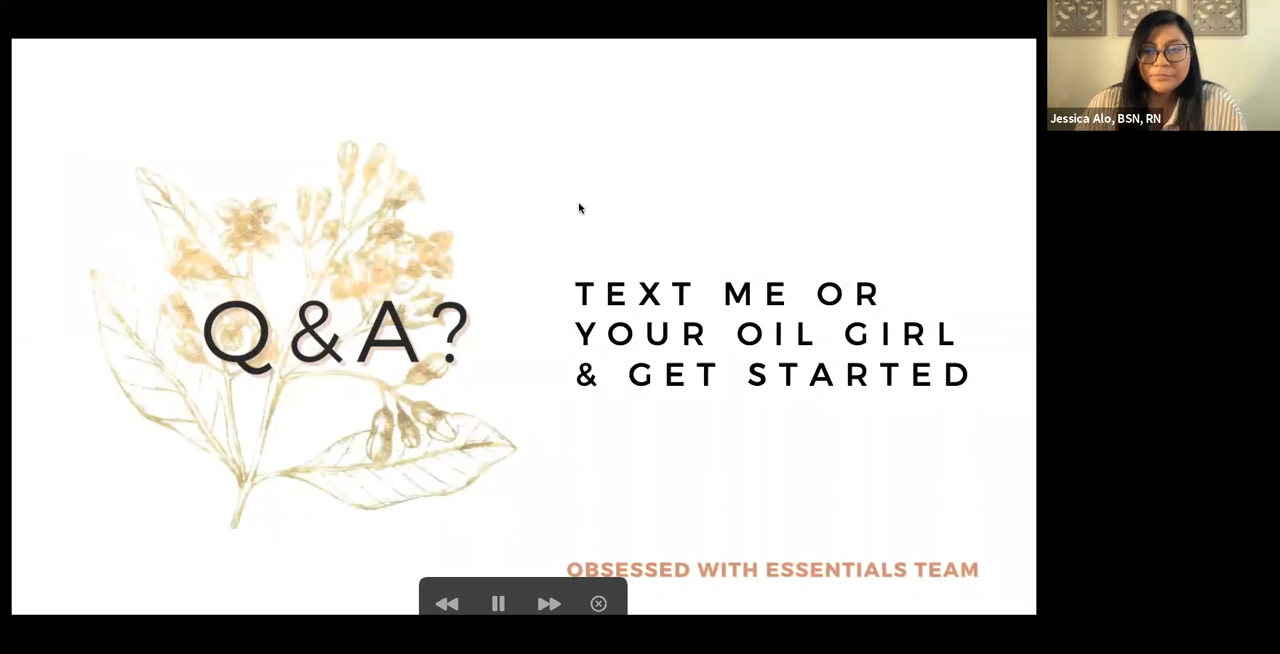 Q&A?
TEXT ME OR
YOUR OIL GIRL
& GET STARTED
OBSESSED WITH ESSENTIALS TEAM
Jessica Alo, BSN, RN